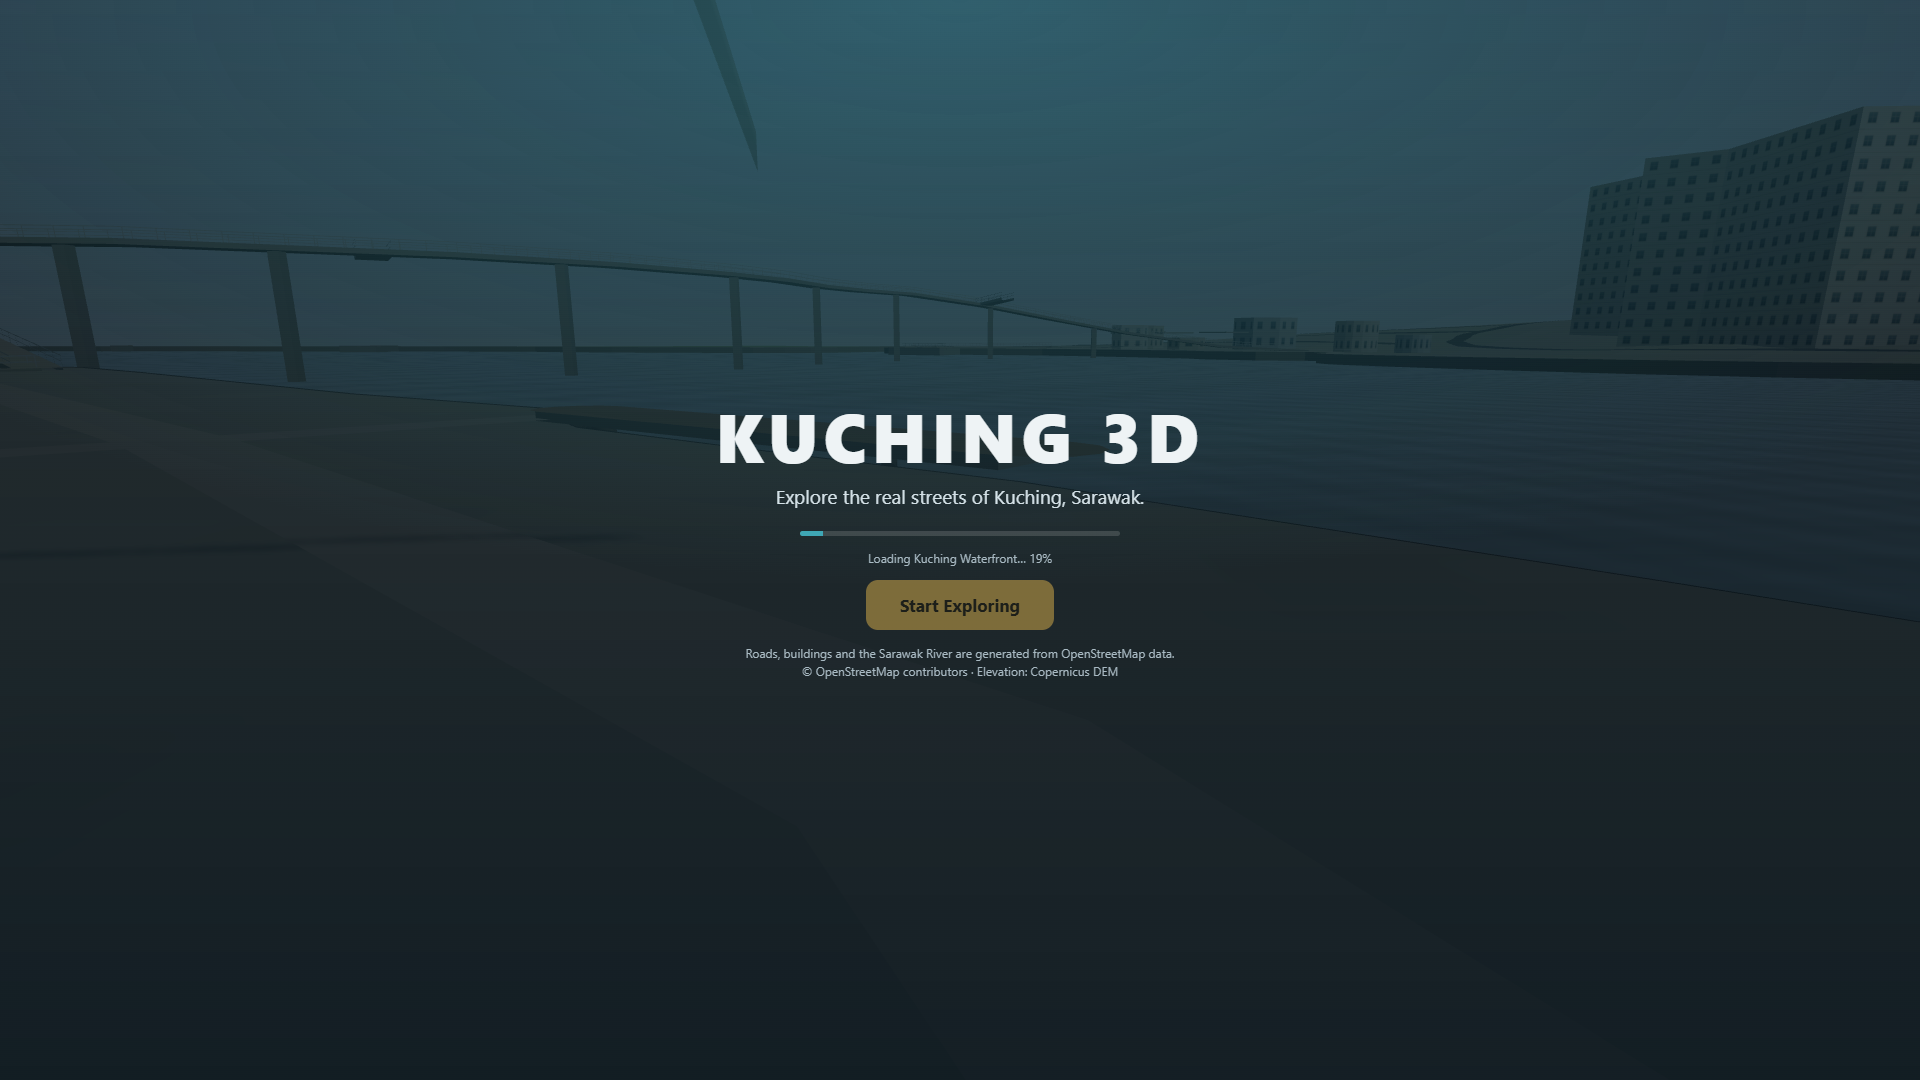 KUCHING 3D
Explore the real streets of Kuching, Sarawak.
Loading Kuching Waterfront... 19%
Start Exploring
Roads, buildings and the Sarawak River are generated from OpenStreetMap data.
© OpenStreetMap contributors · Elevation: Copernicus DEM